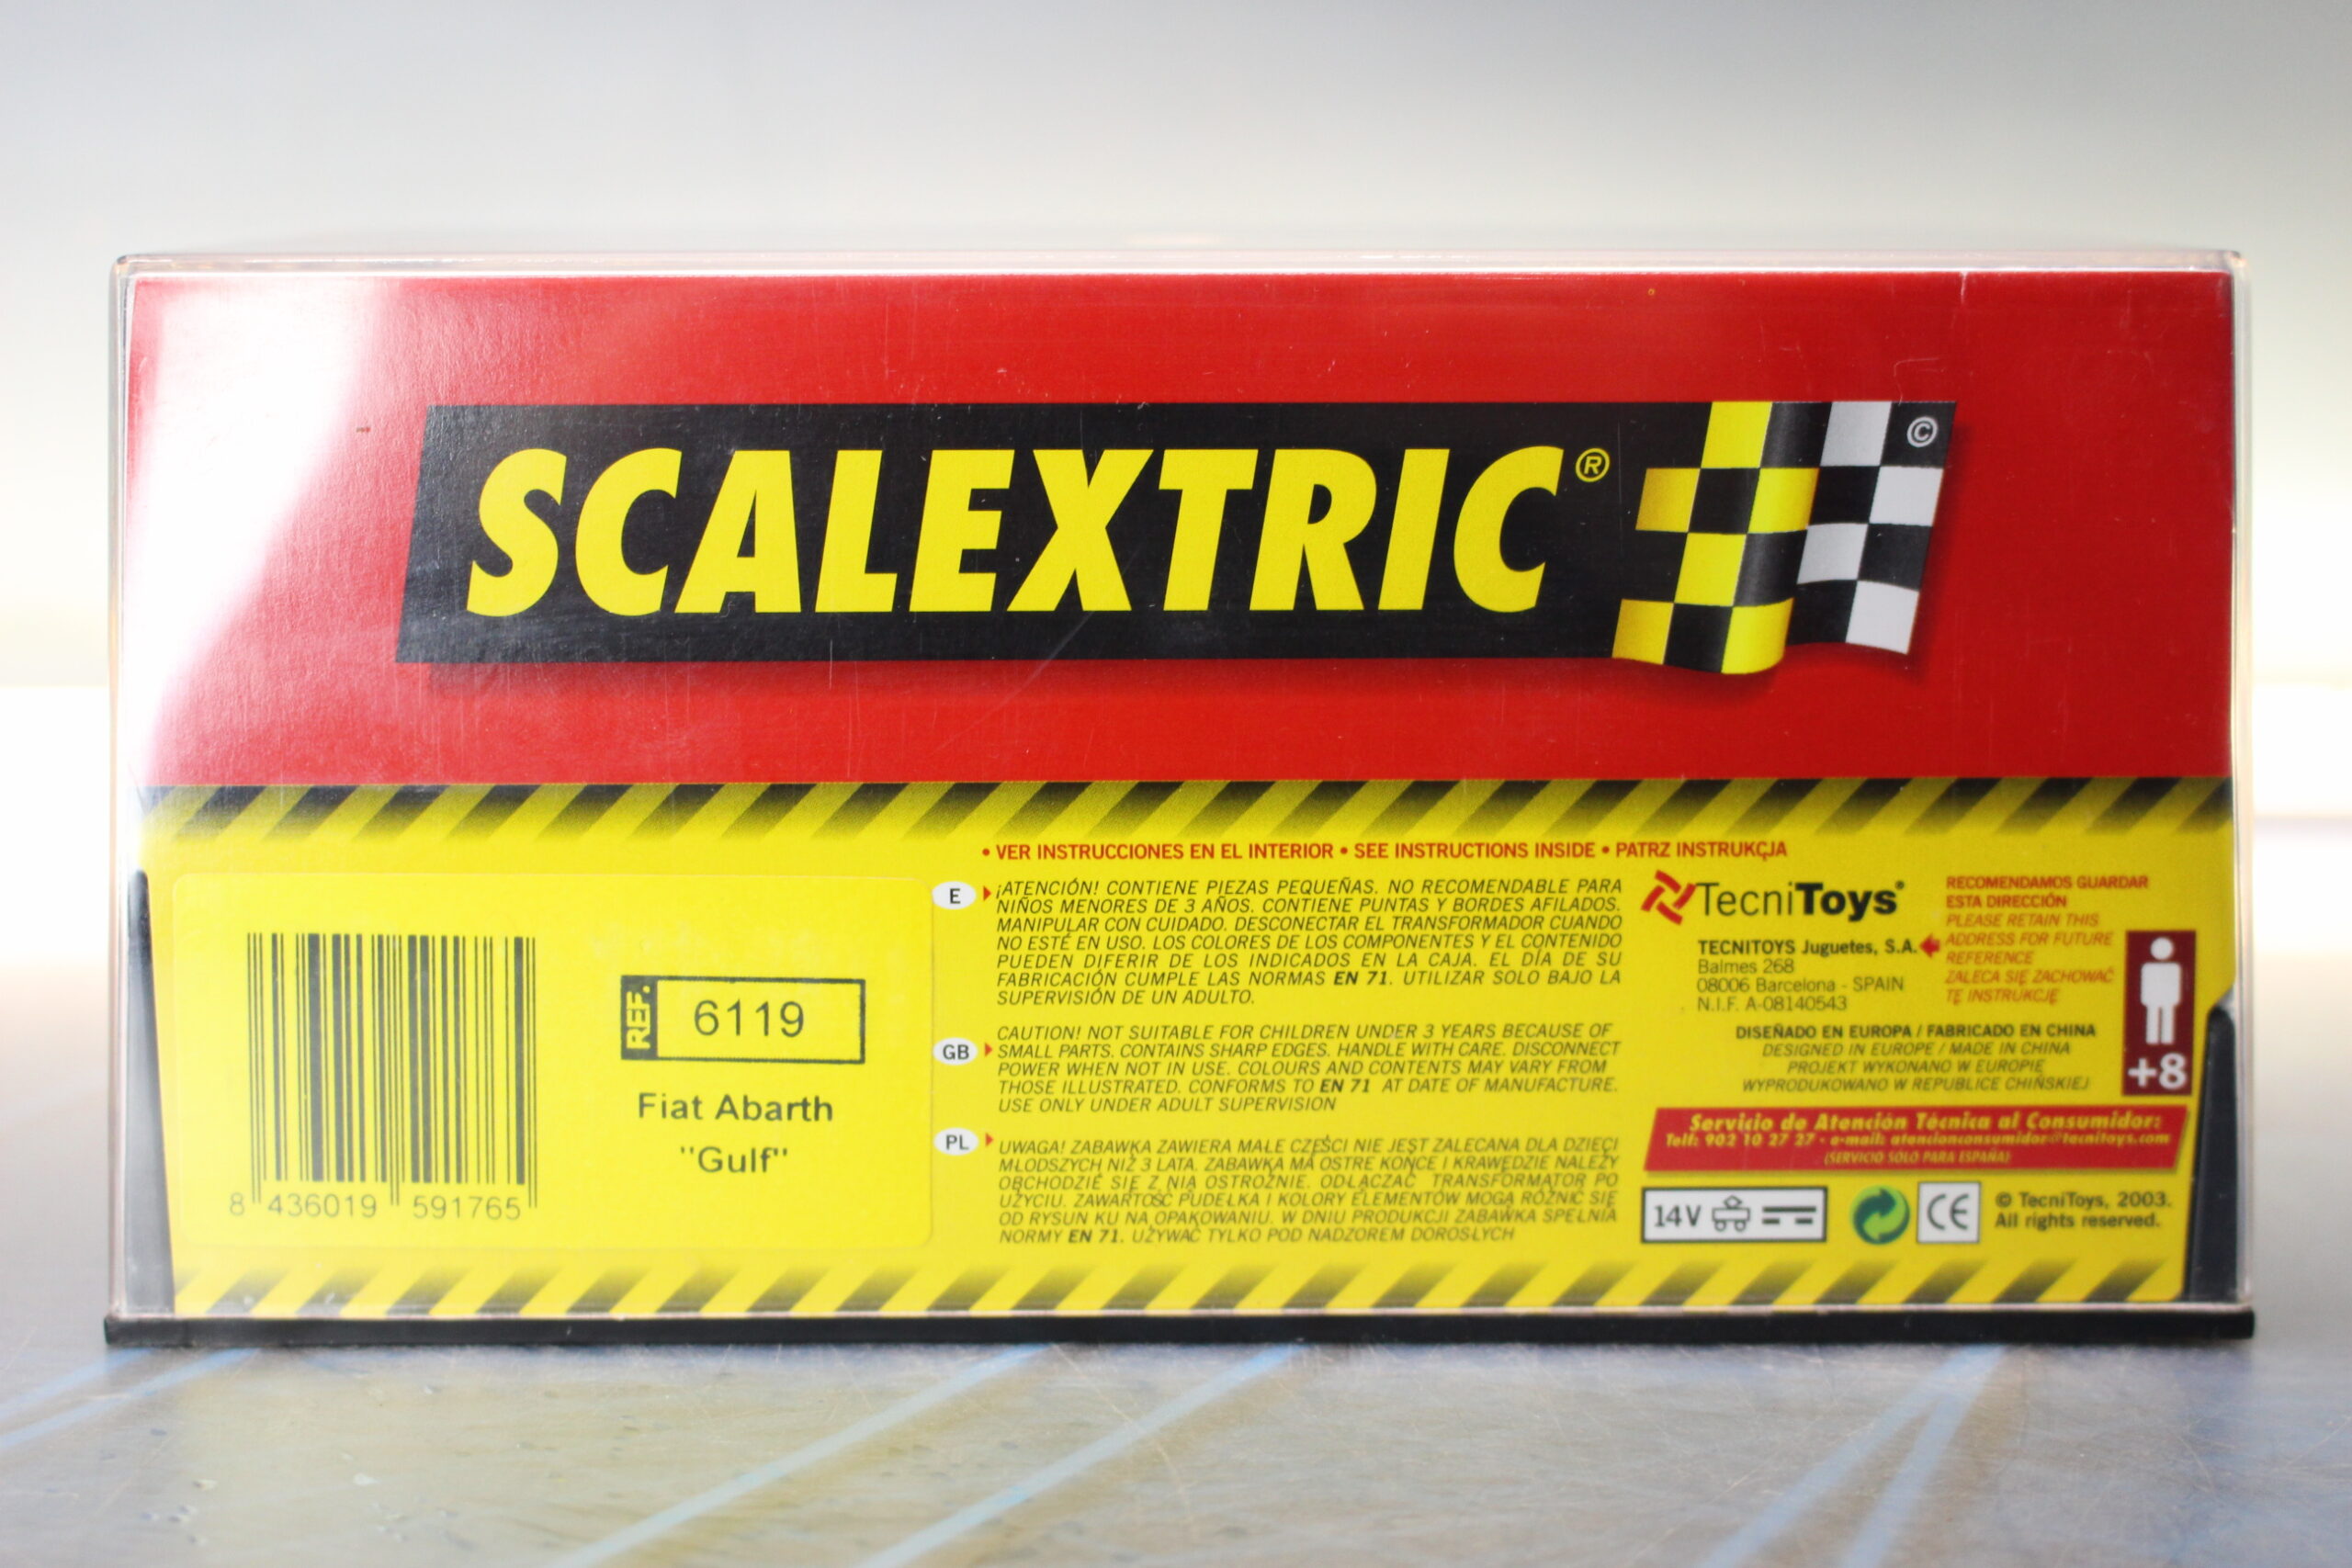 SCALEXTRIC® ©
• VER INSTRUCCIONES EN EL INTERIOR • SEE INSTRUCTIONS INSIDE • PATRZ INSTRUKÇJA
8 436019 591765
REF. 6119
Fiat Abarth
"Gulf"
E
¡ATENCIÓN! CONTIENE PIEZAS PEQUEÑAS. NO RECOMENDABLE PARA
NIÑOS MENORES DE 3 AÑOS. CONTIENE PUNTAS Y BORDES AFILADOS.
MANIPULAR CON CUIDADO. DESCONECTAR EL TRANSFORMADOR CUANDO
NO ESTÉ EN USO. LOS COLORES DE LOS COMPONENTES Y EL CONTENIDO
PUEDEN DIFERIR DE LOS INDICADOS EN LA CAJA. EL DÍA DE SU
FABRICACIÓN CUMPLE LAS NORMAS EN 71. UTILIZAR SOLO BAJO LA
SUPERVISIÓN DE UN ADULTO.
GB
CAUTION! NOT SUITABLE FOR CHILDREN UNDER 3 YEARS BECAUSE OF
SMALL PARTS. CONTAINS SHARP EDGES. HANDLE WITH CARE. DISCONNECT
POWER WHEN NOT IN USE. COLOURS AND CONTENTS MAY VARY FROM
THOSE ILLUSTRATED. CONFORMS TO EN 71 AT DATE OF MANUFACTURE.
USE ONLY UNDER ADULT SUPERVISION
PL
UWAGA! ZABAWKA ZAWIERA MAŁE CZĘŚCI NIE JEST ZALECANA DLA DZIECI
MŁODSZYCH NIŻ 3 LATA. ZABAWKA MA OSTRE KOŃCE I KRAWĘDZIE NALEŻY
OBCHODZIĆ SIĘ Z NIĄ OSTROŻNIE. ODŁĄCZAĆ TRANSFORMATOR PO
UŻYCIU. ZAWARTOŚĆ PUDEŁKA I KOLORY ELEMENTÓW MOGĄ RÓŻNIĆ SIĘ
OD RYSUN KU NA OPAKOWANIU. W DNIU PRODUKCJI ZABAWKA SPEŁNIA
NORMY EN 71. UŻYWAĆ TYLKO POD NADZOREM DOROSŁYCH
TecniToys®
TECNITOYS Juguetes, S.A.
Balmes 268
08006 Barcelona - SPAIN
N.I.F. A-08140543
RECOMENDAMOS GUARDAR
ESTA DIRECCIÓN
PLEASE RETAIN THIS
ADDRESS FOR FUTURE
REFERENCE
ZALECA SIĘ ZACHOWAĆ
TĘ INSTRUKCJĘ
+8
DISEÑADO EN EUROPA / FABRICADO EN CHINA
DESIGNED IN EUROPE / MADE IN CHINA
PROJEKT WYKONANO W EUROPIE
WYPRODUKOWANO W REPUBLICE CHIŃSKIEJ
Servicio de Atención Técnica al Consumidor:
Telf: 902 10 27 27 - e-mail: atencionconsumidor@tecnitoys.com
(SERVICIO SOLO PARA ESPAÑA)
14V
CE
© TecniToys, 2003.
All rights reserved.